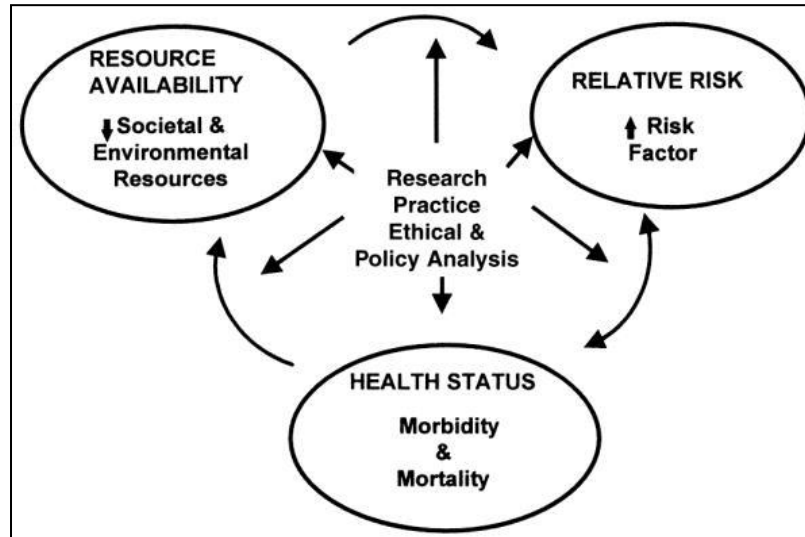 RESOURCE
AVAILABILITY
Societal &
Environmental
Resources
RELATIVE RISK
Risk
Factor
Research
Practice
Ethical &
Policy Analysis
HEALTH STATUS
Morbidity
&
Mortality